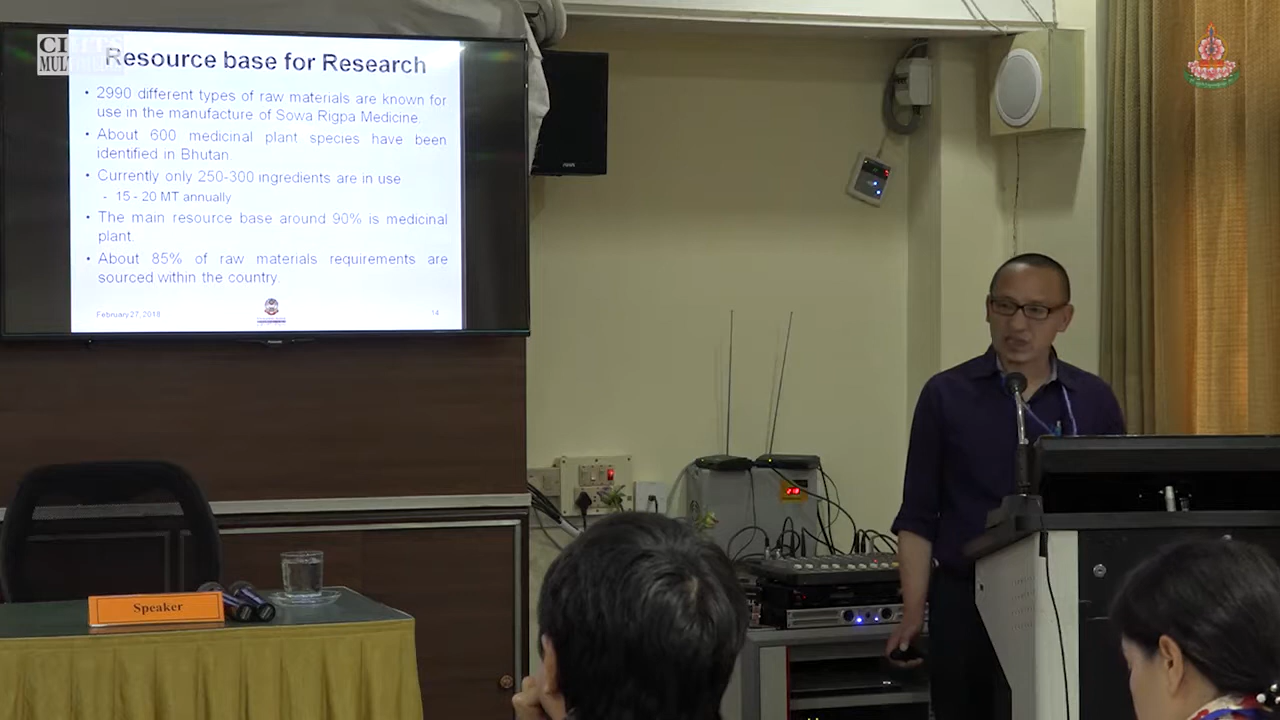 Resource base for Research
• 2990 different types of raw materials are known for
use in the manufacture of Sowa Rigpa Medicine.
• About 600 medicinal plant species have been
identified in Bhutan.
• Currently only 250-300 ingredients are in use
- 15 - 20 MT annually
• The main resource base around 90% is medicinal
plant.
• About 85% of raw materials requirements are
sourced within the country.
February 27, 2018
14
Speaker